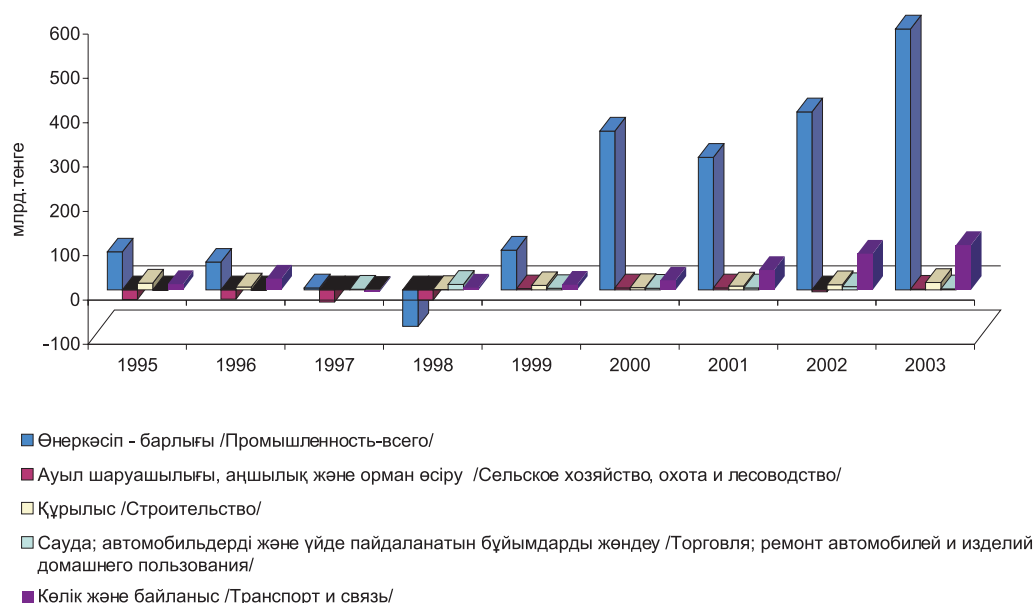 600
500
400
300
200
100
0
-100
млрд.тенге
1995 1996 1997 1998 1999 2000 2001 2002 2003
Өнеркәсіп - барлығы /Промышленность-всего/
Ауыл шаруашылығы, аңшылық және орман өсіру /Сельское хозяйство, охота и лесоводство/
Құрылыс /Строительство/
Сауда; автомобильдерді және үйде пайдаланатын бұйымдарды жөндеу /Торговля; ремонт автомобилей и изделий
домашнего пользования/
Көлік және байланыс /Транспорт и связь/